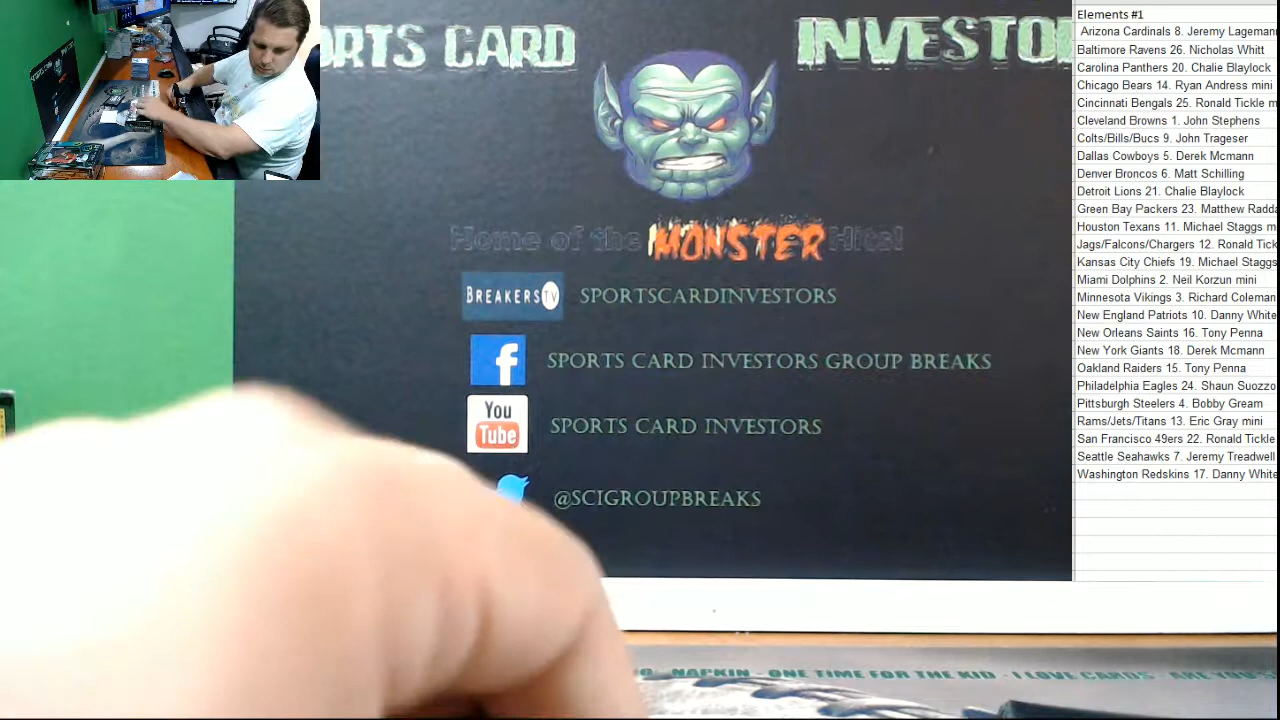 ORTS CARD INVESTO
Home of the MONSTER Hits!
BREAKERS TV SPORTSCARDINVESTORS
f SPORTS CARD INVESTORS GROUP BREAKS
You Tube SPORTS CARD INVESTORS
@SCIGROUPBREAKS
NAPKIN - ONE TIME FOR THE KID - I LOVE CARDS - ARE YOU
Elements #1
Arizona Cardinals 8. Jeremy Lageman
Baltimore Ravens 26. Nicholas Whitt
Carolina Panthers 20. Chalie Blaylock
Chicago Bears 14. Ryan Andress mini
Cincinnati Bengals 25. Ronald Tickle m
Cleveland Browns 1. John Stephens
Colts/Bills/Bucs 9. John Trageser
Dallas Cowboys 5. Derek Mcmann
Denver Broncos 6. Matt Schilling
Detroit Lions 21. Chalie Blaylock
Green Bay Packers 23. Matthew Radda
Houston Texans 11. Michael Staggs m
Jags/Falcons/Chargers 12. Ronald Tick
Kansas City Chiefs 19. Michael Staggs
Miami Dolphins 2. Neil Korzun mini
Minnesota Vikings 3. Richard Coleman
New England Patriots 10. Danny White
New Orleans Saints 16. Tony Penna
New York Giants 18. Derek Mcmann
Oakland Raiders 15. Tony Penna
Philadelphia Eagles 24. Shaun Suozzo
Pittsburgh Steelers 4. Bobby Gream
Rams/Jets/Titans 13. Eric Gray mini
San Francisco 49ers 22. Ronald Tickle
Seattle Seahawks 7. Jeremy Treadwell
Washington Redskins 17. Danny White